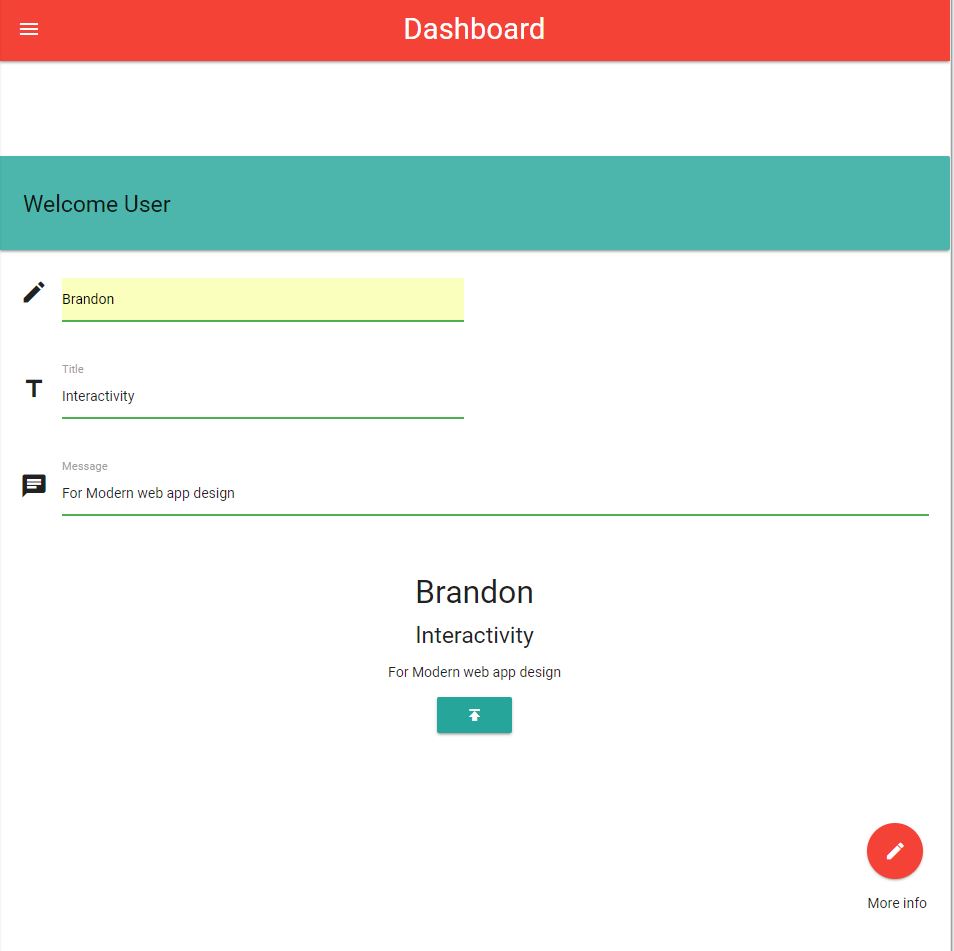 Dashboard
Welcome User
Brandon
Title
Interactivity
Message
For Modern web app design
Brandon
Interactivity
For Modern web app design
More info